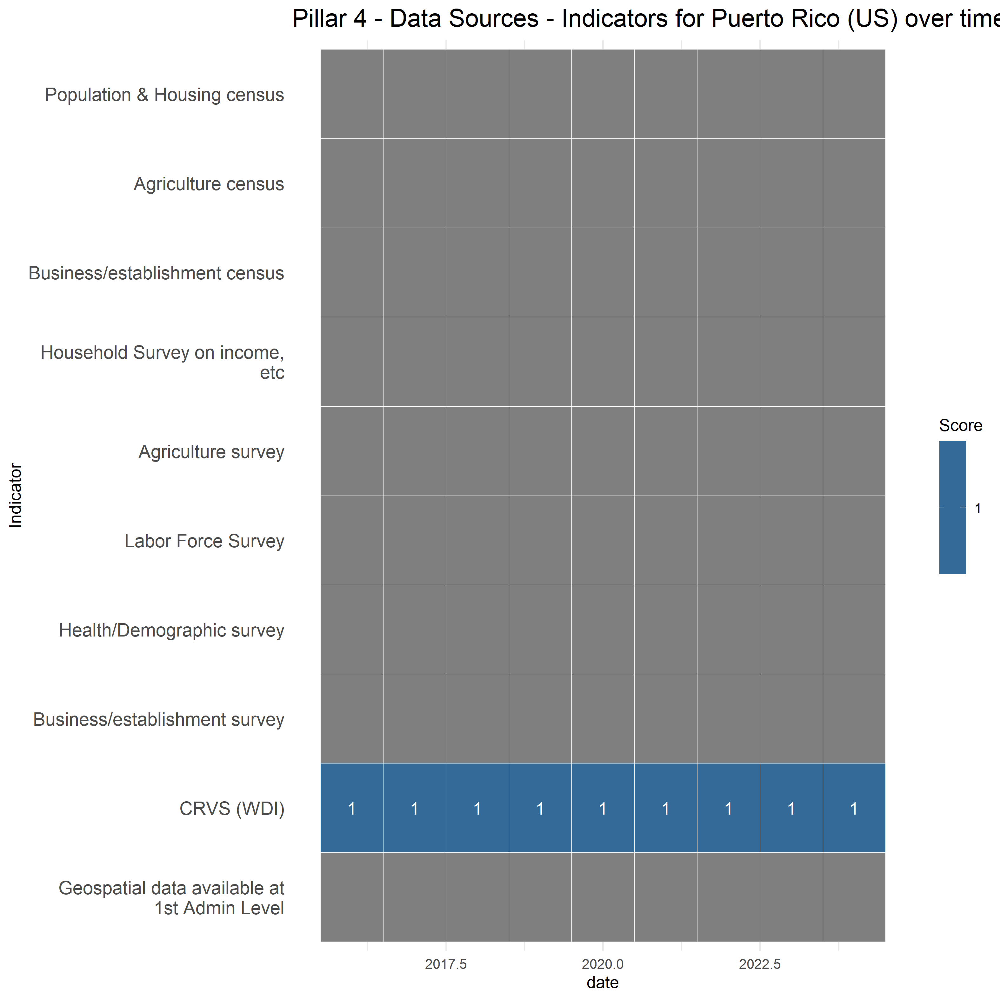 Pillar 4 - Data Sources - Indicators for Puerto Rico (US) over time
Population & Housing census
Agriculture census
Business/establishment census
Household Survey on income,
etc
Agriculture survey
Labor Force Survey
Health/Demographic survey
Business/establishment survey
CRVS (WDI)
1 1 1 1 1 1 1 1 1
Geospatial data available at
1st Admin Level
Indicator
2017.5 2020.0 2022.5
date
Score
1